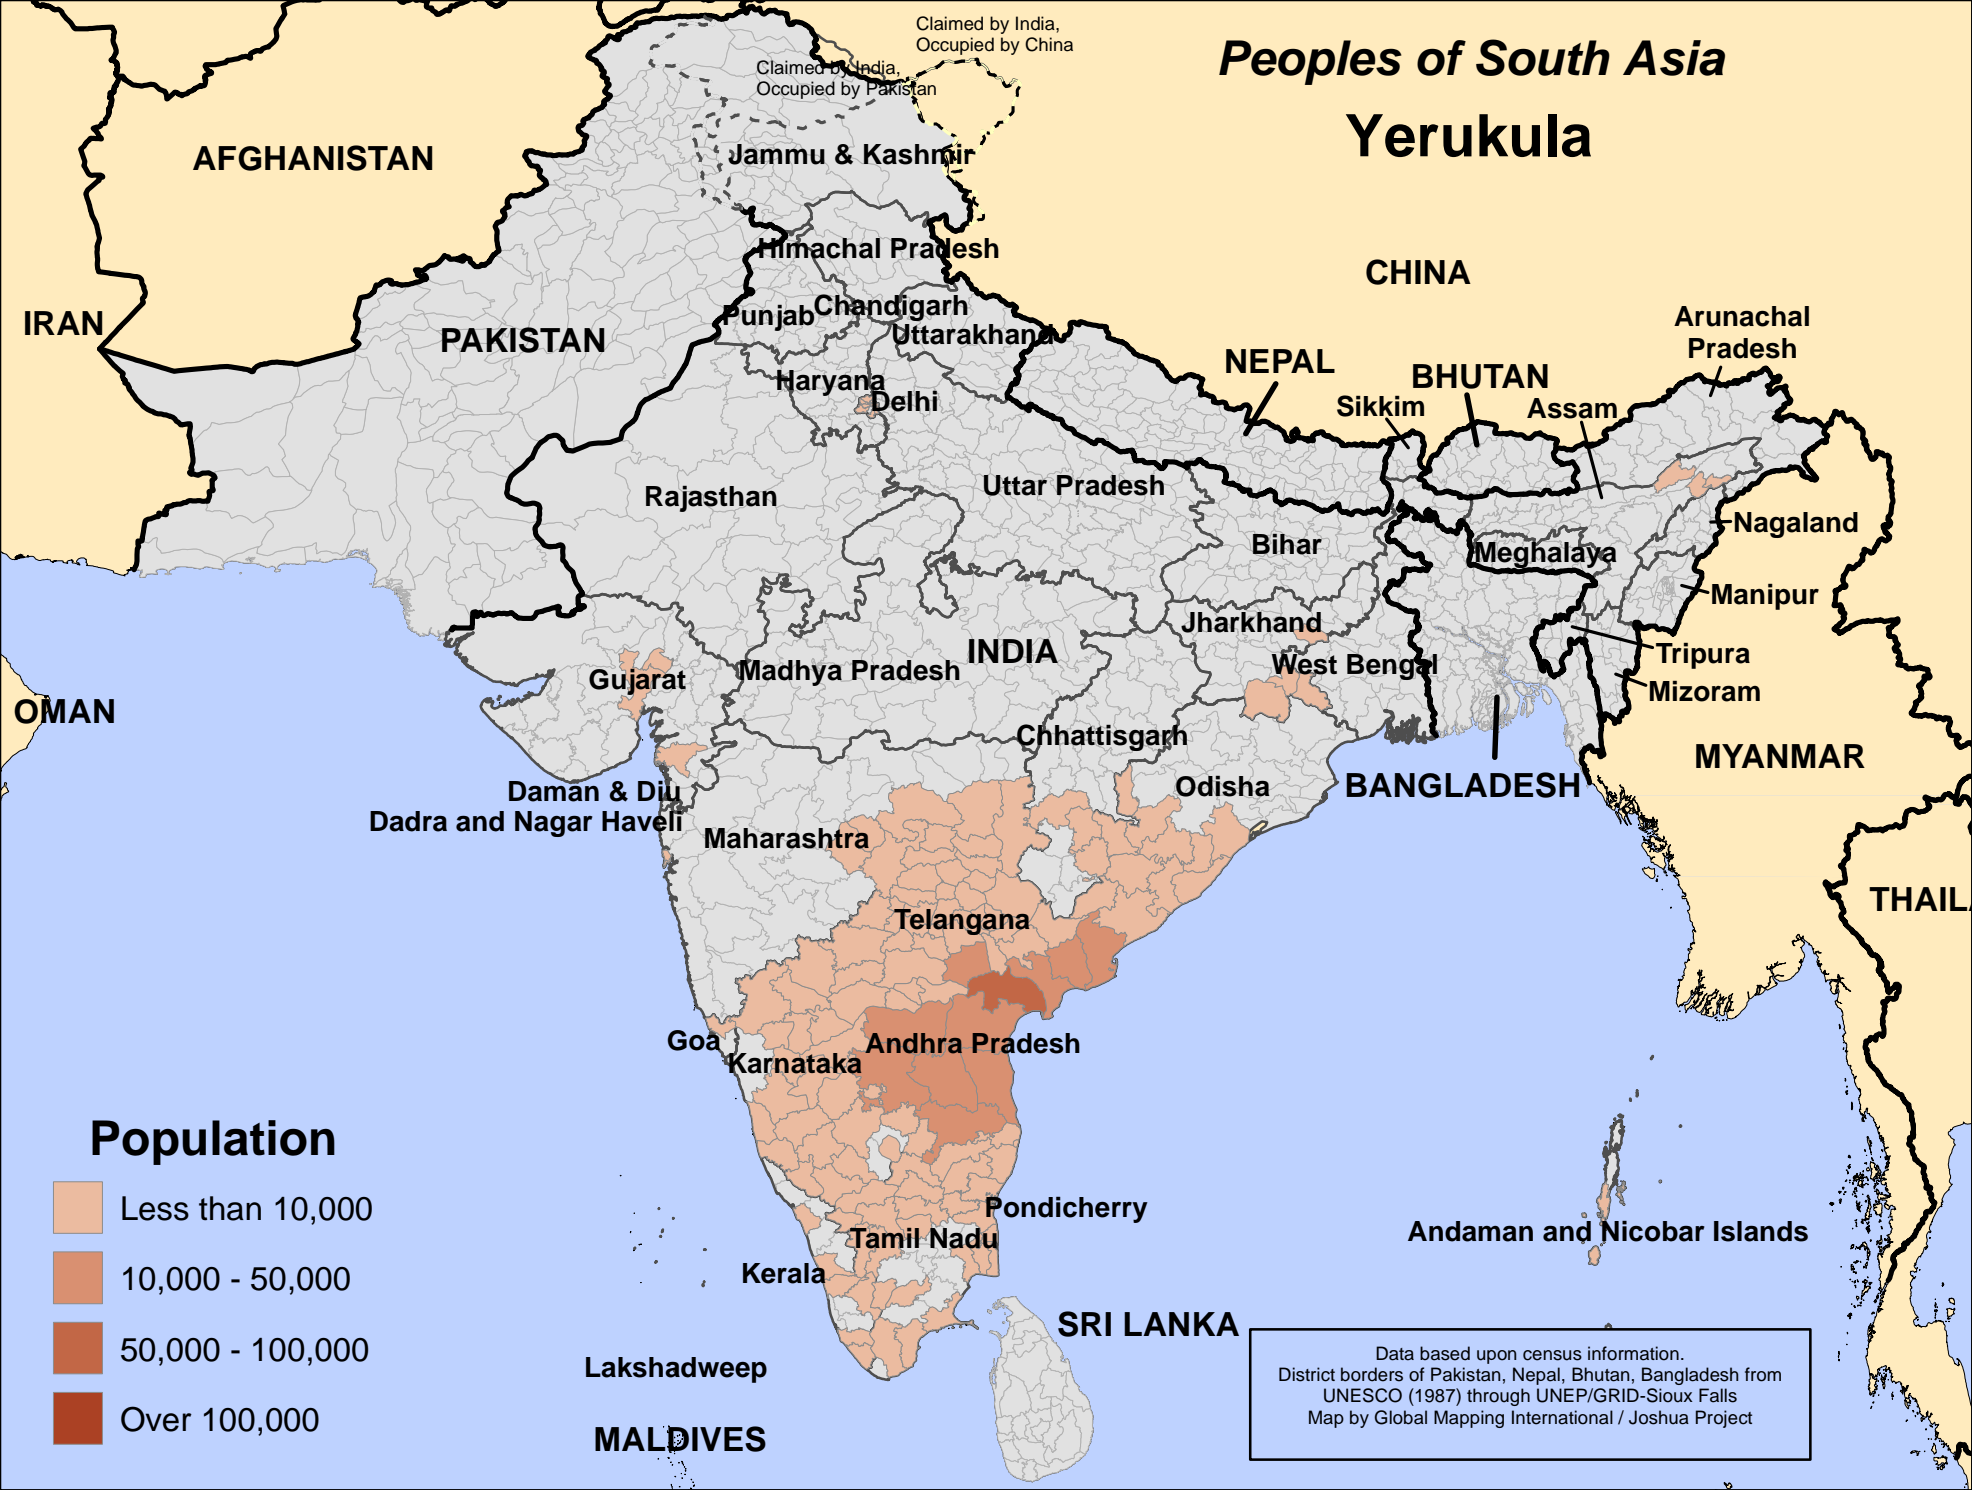 Claimed by India,
Occupied by China
Peoples of South Asia
Yerukula
Claimed by India,
Occupied by Pakistan
AFGHANISTAN
Jammu & Kashmir
Himachal Pradesh
CHINA
IRAN
PAKISTAN
Punjab
Chandigarh
Uttarakhand
Arunachal
Pradesh
NEPAL
BHUTAN
Haryana
Delhi
Sikkim
Assam
Rajasthan
Uttar Pradesh
Nagaland
Bihar
Meghalaya
Manipur
Jharkhand
INDIA
Tripura
West Bengal
Madhya Pradesh
Gujarat
Mizoram
OMAN
Chhattisgarh
MYANMAR
Odisha
BANGLADESH
Daman & Diu
Dadra and Nagar Haveli
Maharashtra
THAIL
Telangana
Goa
Andhra Pradesh
Karnataka
Population
Less than 10,000
10,000 - 50,000
50,000 - 100,000
Over 100,000
Pondicherry
Tamil Nadu
Andaman and Nicobar Islands
Kerala
SRI LANKA
Lakshadweep
MALDIVES
Data based upon census information.
District borders of Pakistan, Nepal, Bhutan, Bangladesh from
UNESCO (1987) through UNEP/GRID-Sioux Falls
Map by Global Mapping International / Joshua Project